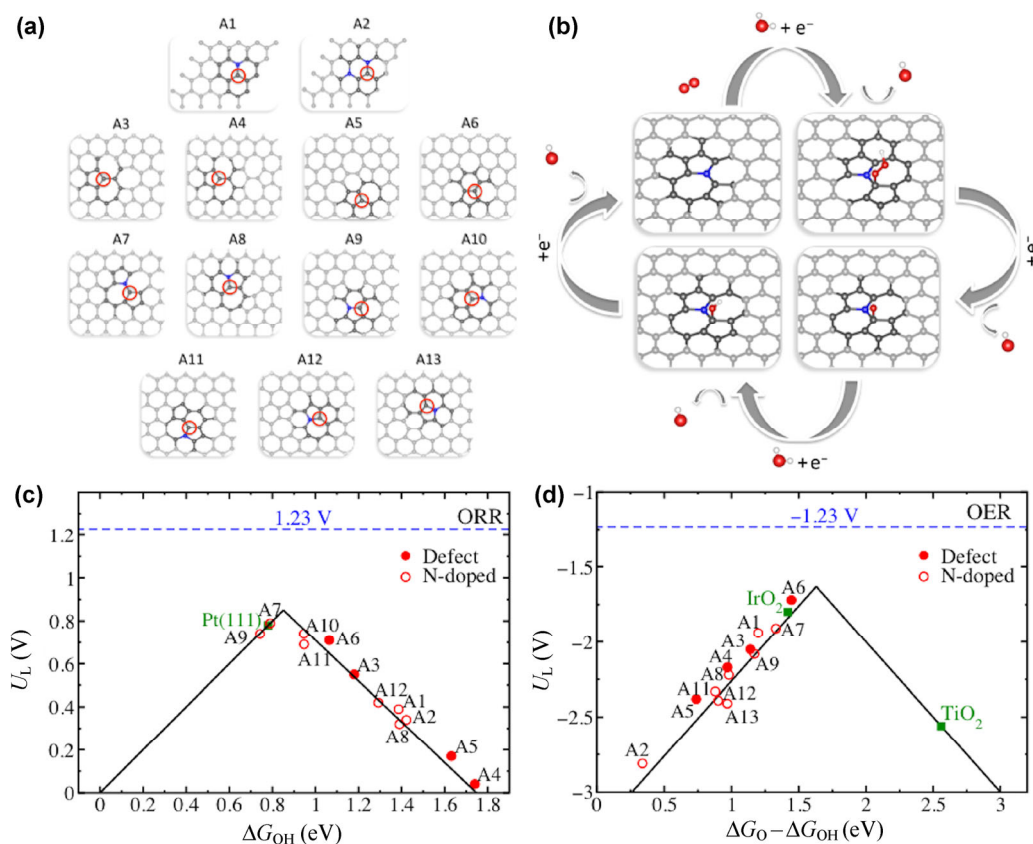 (a)
A1
A2
A3
A4
A5
A6
A7
A8
A9
A10
A11
A12
A13
(b)
+ e⁻
+e⁻
+e⁻
+e⁻
(c)
1.23 V
ORR
Defect
N-doped
Pt(111)
A7
A9
A10
A6
A11
A3
A12
A1
A2
A8
A5
A4
U_L (V)
1.2
1
0.8
0.6
0.4
0.2
0
0 0.2 0.4 0.6 0.8 1 1.2 1.4 1.6 1.8
ΔG_OH (eV)
(d)
−1.23 V
OER
Defect
N-doped
A6
IrO₂
A1
A7
A3
A4
A9
A8
A11
A12
A5
A13
TiO₂
A2
U_L (V)
−1
−1.5
−2
−2.5
−3
0 0.5 1 1.5 2 2.5 3
ΔG_O − ΔG_OH (eV)